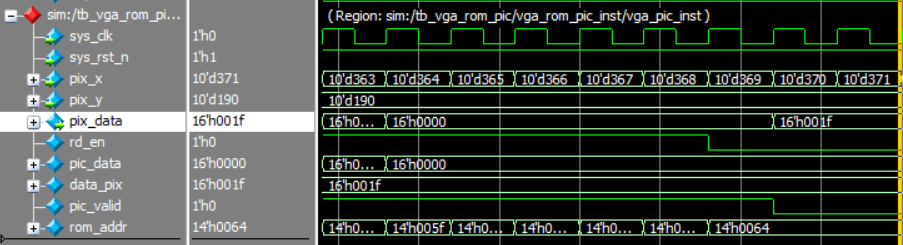 sim:/tb_vga_rom_pi... (Region: sim:/tb_vga_rom_pic/vga_rom_pic_inst/vga_pic_inst )
sys_clk 1'h0
sys_rst_n 1'h1
pix_x 10'd371 10'd363 10'd364 10'd365 10'd366 10'd367 10'd368 10'd369 10'd370 10'd371
pix_y 10'd190 10'd190
pix_data 16'h001f 16'h0... 16'h0000 16'h001f
rd_en 1'h0
pic_data 16'h0000 16'h0... 16'h0000
data_pix 16'h001f 16'h001f
pic_valid 1'h0
rom_addr 14'h0064 14'h0... 14'h005f 14'h0... 14'h0... 14'h0... 14'h0... 14'h0064